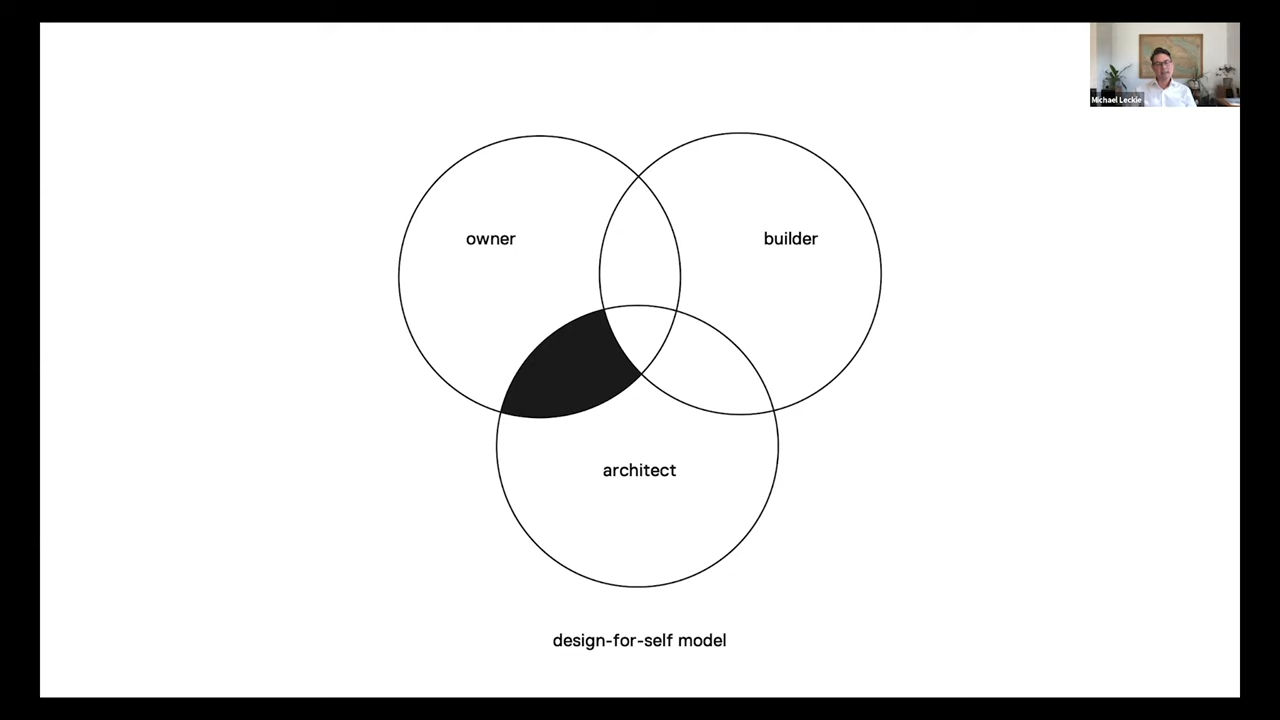 Michael Leckie
owner
builder
architect
design-for-self model